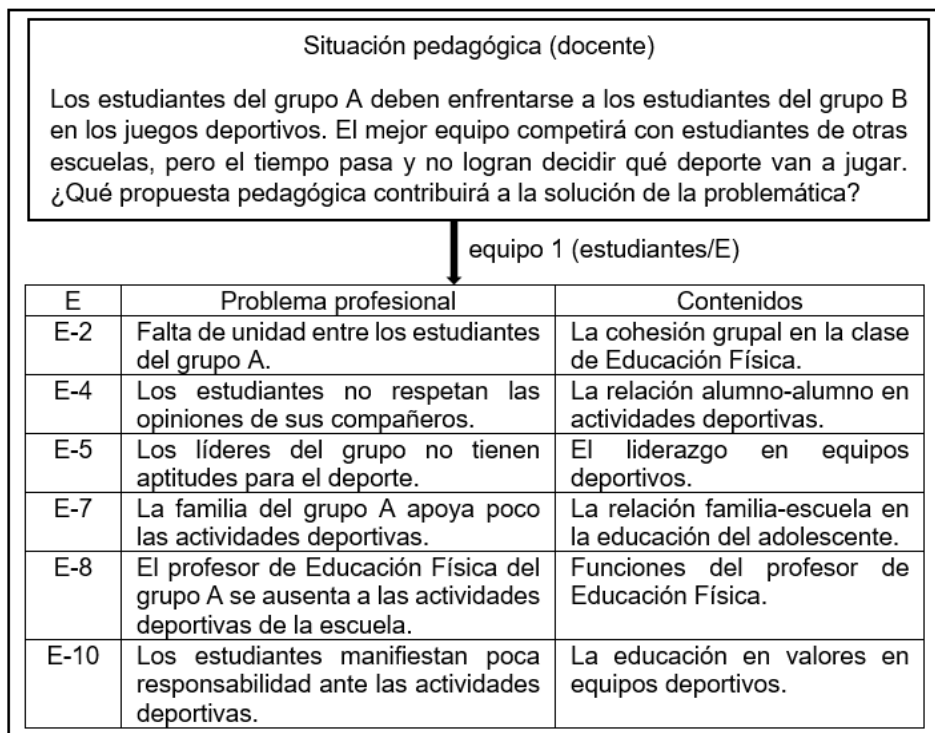 Situación pedagógica (docente)
Los estudiantes del grupo A deben enfrentarse a los estudiantes del grupo B
en los juegos deportivos. El mejor equipo competirá con estudiantes de otras
escuelas, pero el tiempo pasa y no logran decidir qué deporte van a jugar.
¿Qué propuesta pedagógica contribuirá a la solución de la problemática?
equipo 1 (estudiantes/E)
E Problema profesional Contenidos
E-2 Falta de unidad entre los estudiantes La cohesión grupal en la clase
del grupo A. de Educación Física.
E-4 Los estudiantes no respetan las La relación alumno-alumno en
opiniones de sus compañeros. actividades deportivas.
E-5 Los líderes del grupo no tienen El liderazgo en equipos
aptitudes para el deporte. deportivos.
E-7 La familia del grupo A apoya poco La relación familia-escuela en
las actividades deportivas. la educación del adolescente.
E-8 El profesor de Educación Física del Funciones del profesor de
grupo A se ausenta a las actividades Educación Física.
deportivas de la escuela.
E-10 Los estudiantes manifiestan poca La educación en valores en
responsabilidad ante las actividades equipos deportivos.
deportivas.